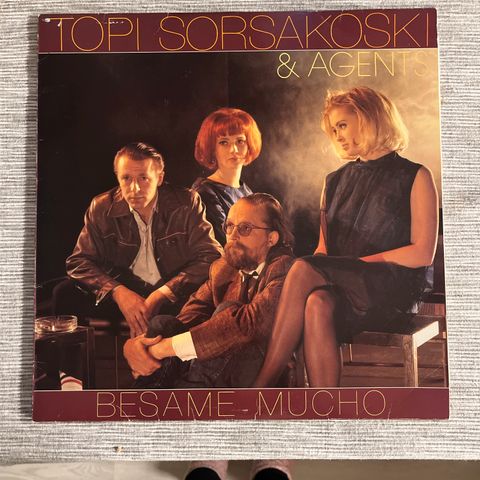 TOPI SORSAKOSKI
& AGENTS
BESAME MUCHO